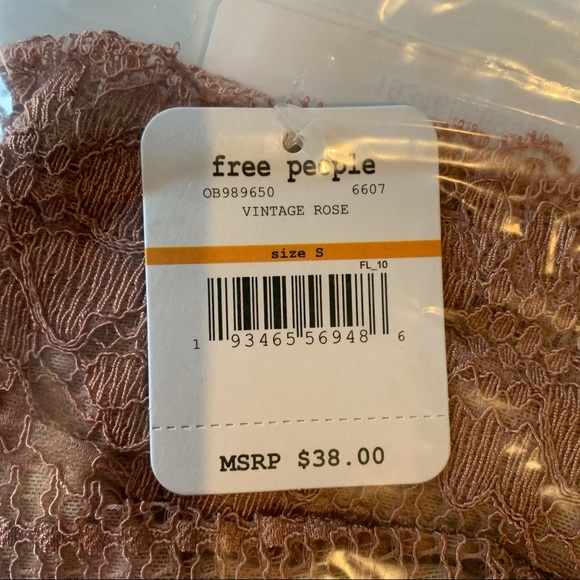 free people
OB989650 6607
VINTAGE ROSE
size S
FL_10
1 93465 56948 6
MSRP $38.00